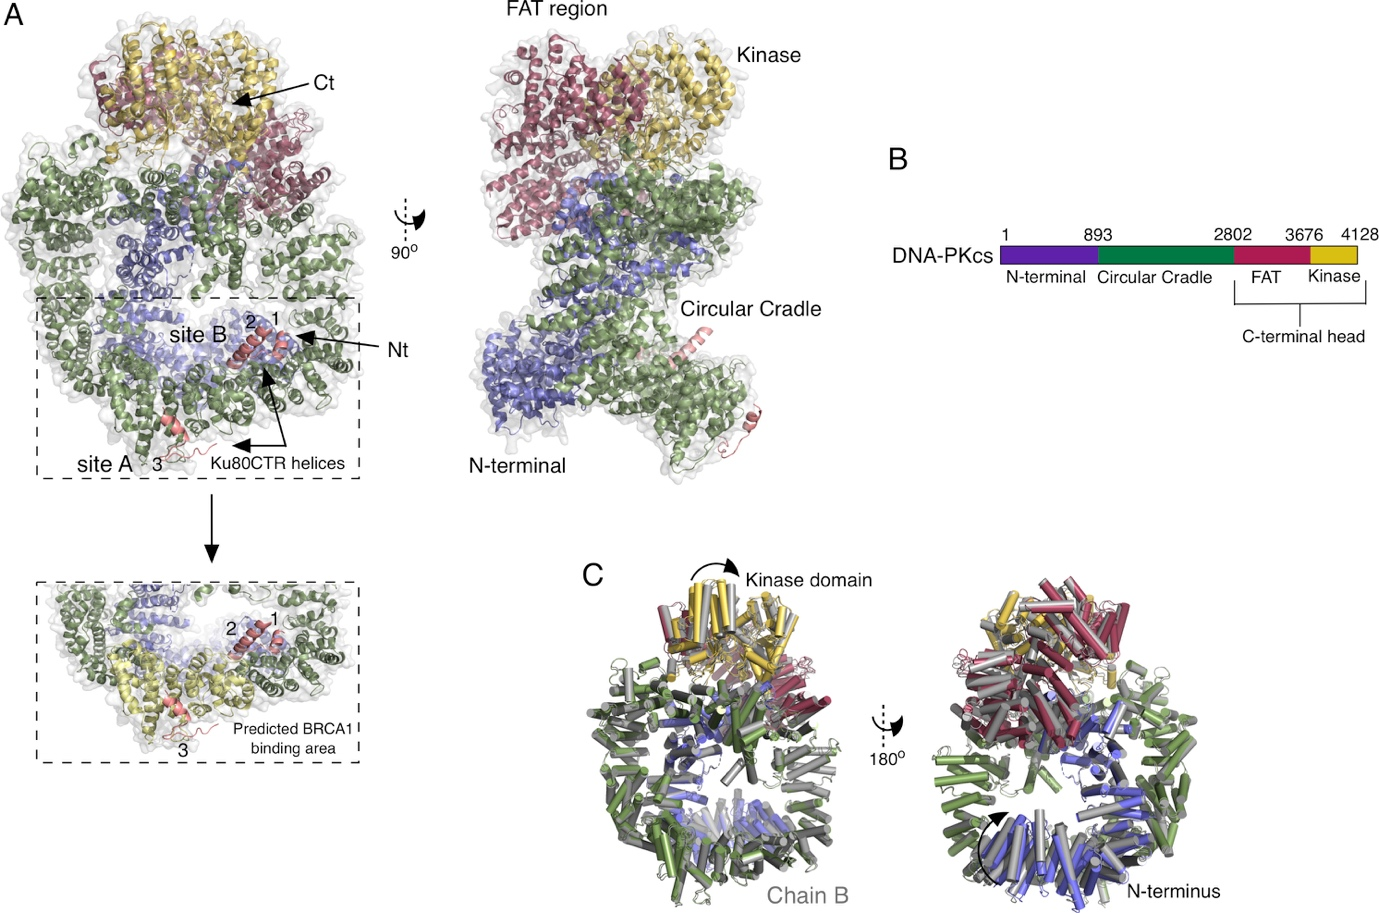 A
FAT region
Kinase
Ct
90o
site B
2
1
Nt
site A
3
Ku80CTR helices
Circular Cradle
N-terminal
2
1
3
Predicted BRCA1
binding area
B
1 893 2802 3676 4128
DNA-PKcs
N-terminal Circular Cradle FAT Kinase
C-terminal head
C
Kinase domain
180o
Chain B
N-terminus